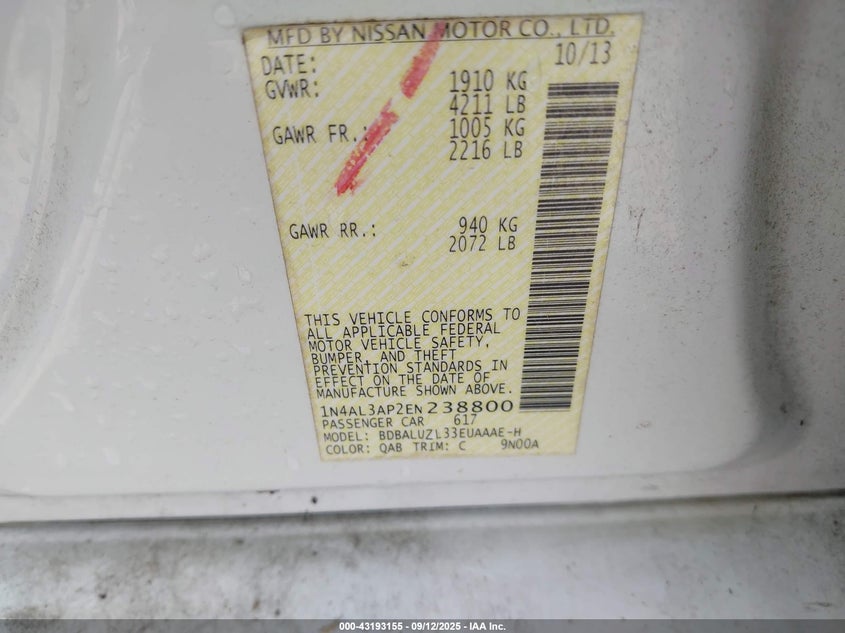 MFD BY NISSAN MOTOR CO., LTD.
DATE: 10/13
GVWR: 1910 KG
4211 LB
GAWR FR.: 1005 KG
2216 LB
GAWR RR.: 940 KG
2072 LB
THIS VEHICLE CONFORMS TO
ALL APPLICABLE FEDERAL
MOTOR VEHICLE SAFETY,
BUMPER, AND THEFT
PREVENTION STANDARDS IN
EFFECT ON THE DATE OF
MANUFACTURE SHOWN ABOVE.
1N4AL3AP2EN238800
PASSENGER CAR 617
MODEL: BDBALUZL33EUAAAE-H
COLOR: QAB TRIM: C 9N00A
000-43193155 - 09/12/2025 - IAA Inc.